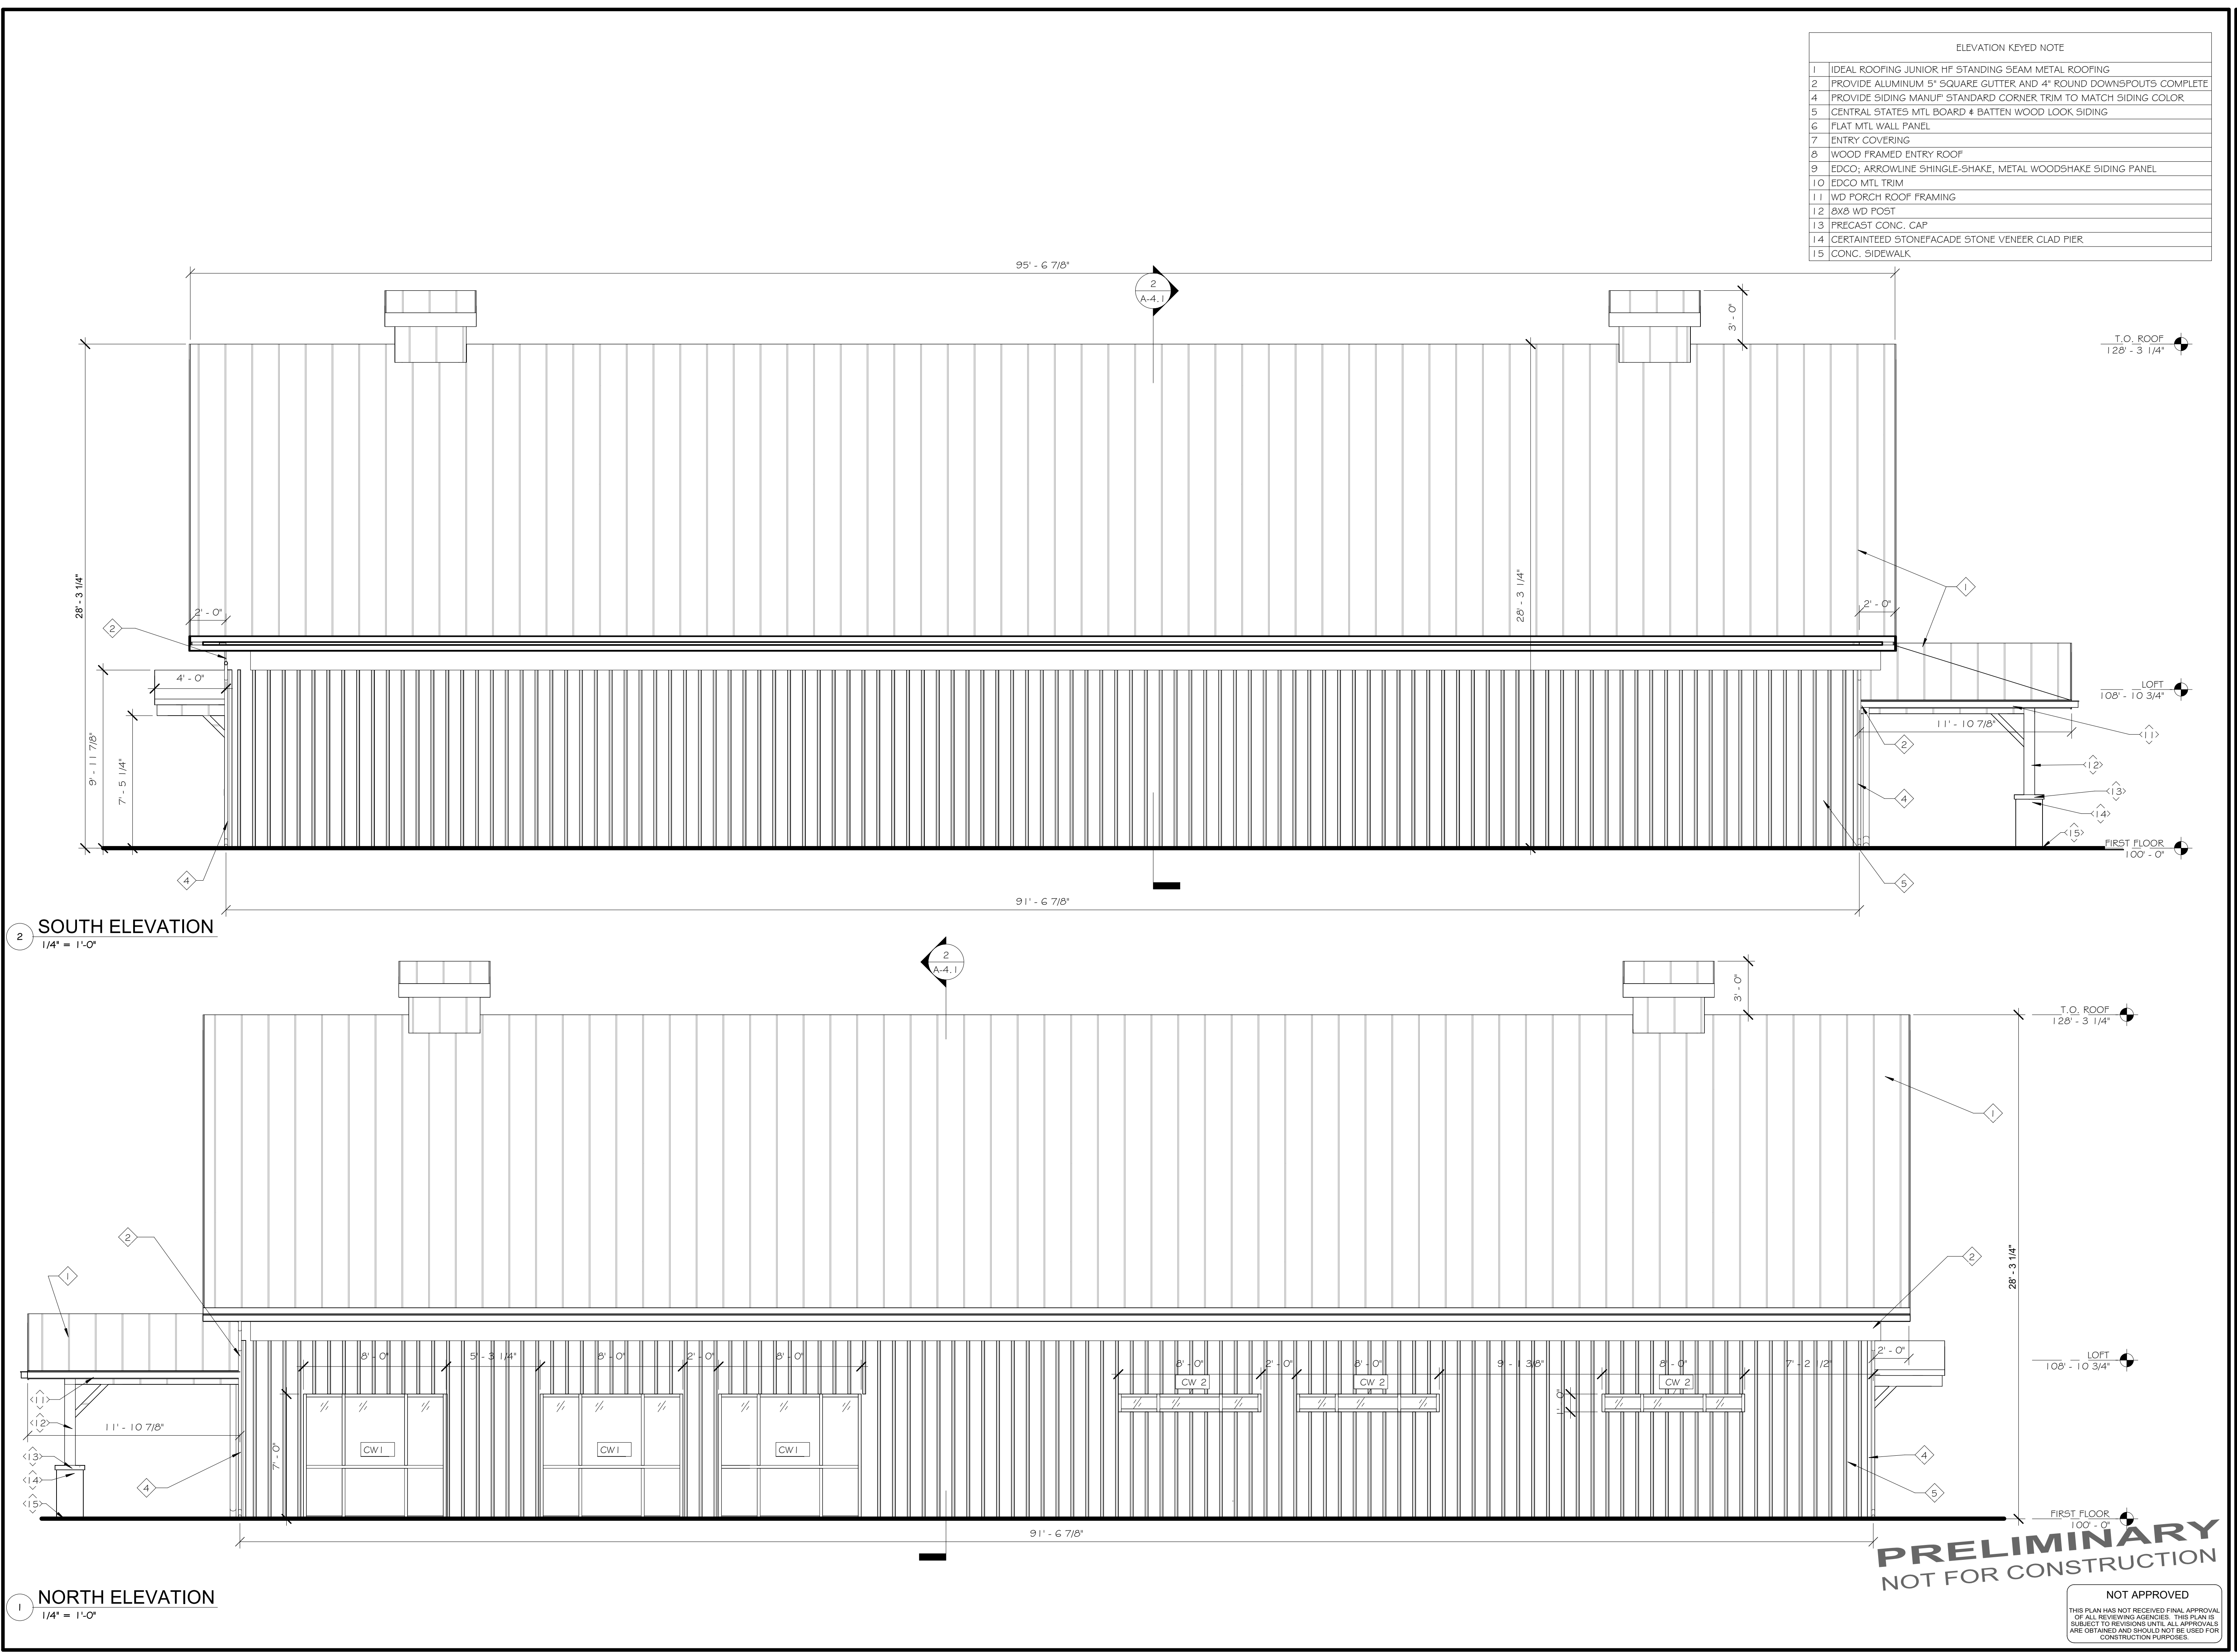 ELEVATION KEYED NOTE
1 IDEAL ROOFING JUNIOR HF STANDING SEAM METAL ROOFING
2 PROVIDE ALUMINUM 5" SQUARE GUTTER AND 4" ROUND DOWNSPOUTS COMPLETE
4 PROVIDE SIDING MANUF' STANDARD CORNER TRIM TO MATCH SIDING COLOR
5 CENTRAL STATES MTL BOARD & BATTEN WOOD LOOK SIDING
6 FLAT MTL WALL PANEL
7 ENTRY COVERING
8 WOOD FRAMED ENTRY ROOF
9 EDCO; ARROWLINE SHINGLE-SHAKE, METAL WOODSHAKE SIDING PANEL
10 EDCO MTL TRIM
11 WD PORCH ROOF FRAMING
12 8X8 WD POST
13 PRECAST CONC. CAP
14 CERTAINTEED STONEFACADE STONE VENEER CLAD PIER
15 CONC. SIDEWALK
95' - 6 7/8"
2
A-4.1
3' - 0"
T.O. ROOF
128' - 3 1/4"
28' - 3 1/4"
28' - 3 1/4"
1
2' - 0"
2' - 0"
2
4' - 0"
LOFT
108' - 10 3/4"
11' - 10 7/8"
9' - 11 7/8"
7' - 5 1/4"
2
11
12
13
4
14
15
FIRST FLOOR
100' - 0"
4
5
91' - 6 7/8"
2
SOUTH ELEVATION
1/4" = 1'-0"
2
A-4.1
3' - 0"
T.O. ROOF
128' - 3 1/4"
1
2
2
28' - 3 1/4"
1
8' - 0"
5' - 3 1/4"
8' - 0"
2' - 0"
8' - 0"
8' - 0"
2' - 0"
8' - 0"
9' - 1 3/8"
8' - 0"
7' - 2 1/2"
2' - 0"
LOFT
108' - 10 3/4"
CW 2
CW 2
CW 2
1' - 0"
11
12
11' - 10 7/8"
7' - 0"
CW1
CW1
CW1
13
14
15
4
4
5
FIRST FLOOR
100' - 0"
91' - 6 7/8"
PRELIMINARY
NOT FOR CONSTRUCTION
1
NORTH ELEVATION
1/4" = 1'-0"
NOT APPROVED
THIS PLAN HAS NOT RECEIVED FINAL APPROVAL
OF ALL REVIEWING AGENCIES. THIS PLAN IS
SUBJECT TO REVISIONS UNTIL ALL APPROVALS
ARE OBTAINED AND SHOULD NOT BE USED FOR
CONSTRUCTION PURPOSES.